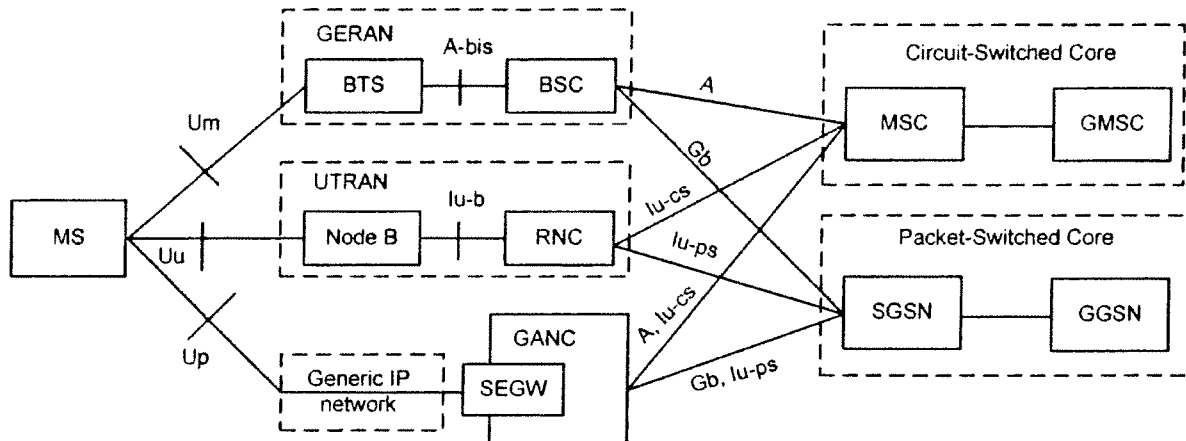 GERAN
A-bis
BTS
BSC
Um
A
Gb
Circuit-Switched Core
MSC
GMSC
UTRAN
Iu-b
MS
Uu
Node B
RNC
Iu-cs
Iu-ps
Packet-Switched Core
SGSN
GGSN
Up
GANC
A, Iu-cs
Gb, Iu-ps
Generic IP
network
SEGW